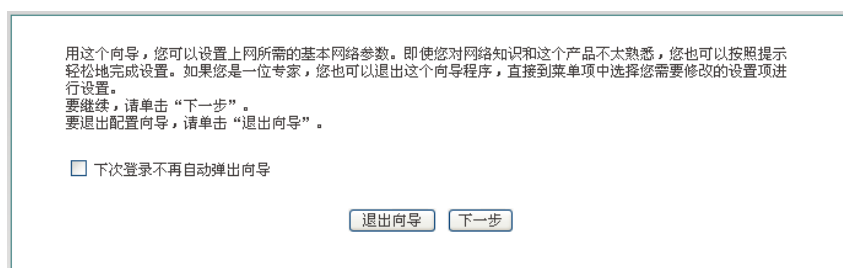 用这个向导，您可以设置上网所需的基本网络参数。即使您对网络知识和这个产品不太熟悉，您也可以按照提示
轻松地完成设置。如果您是一位专家，您也可以退出这个向导程序，直接到菜单项中选择您需要修改的设置项进
行设置。
要继续，请单击“下一步”。
要退出配置向导，请单击“退出向导”。
下次登录不再自动弹出向导
退出向导 下一步